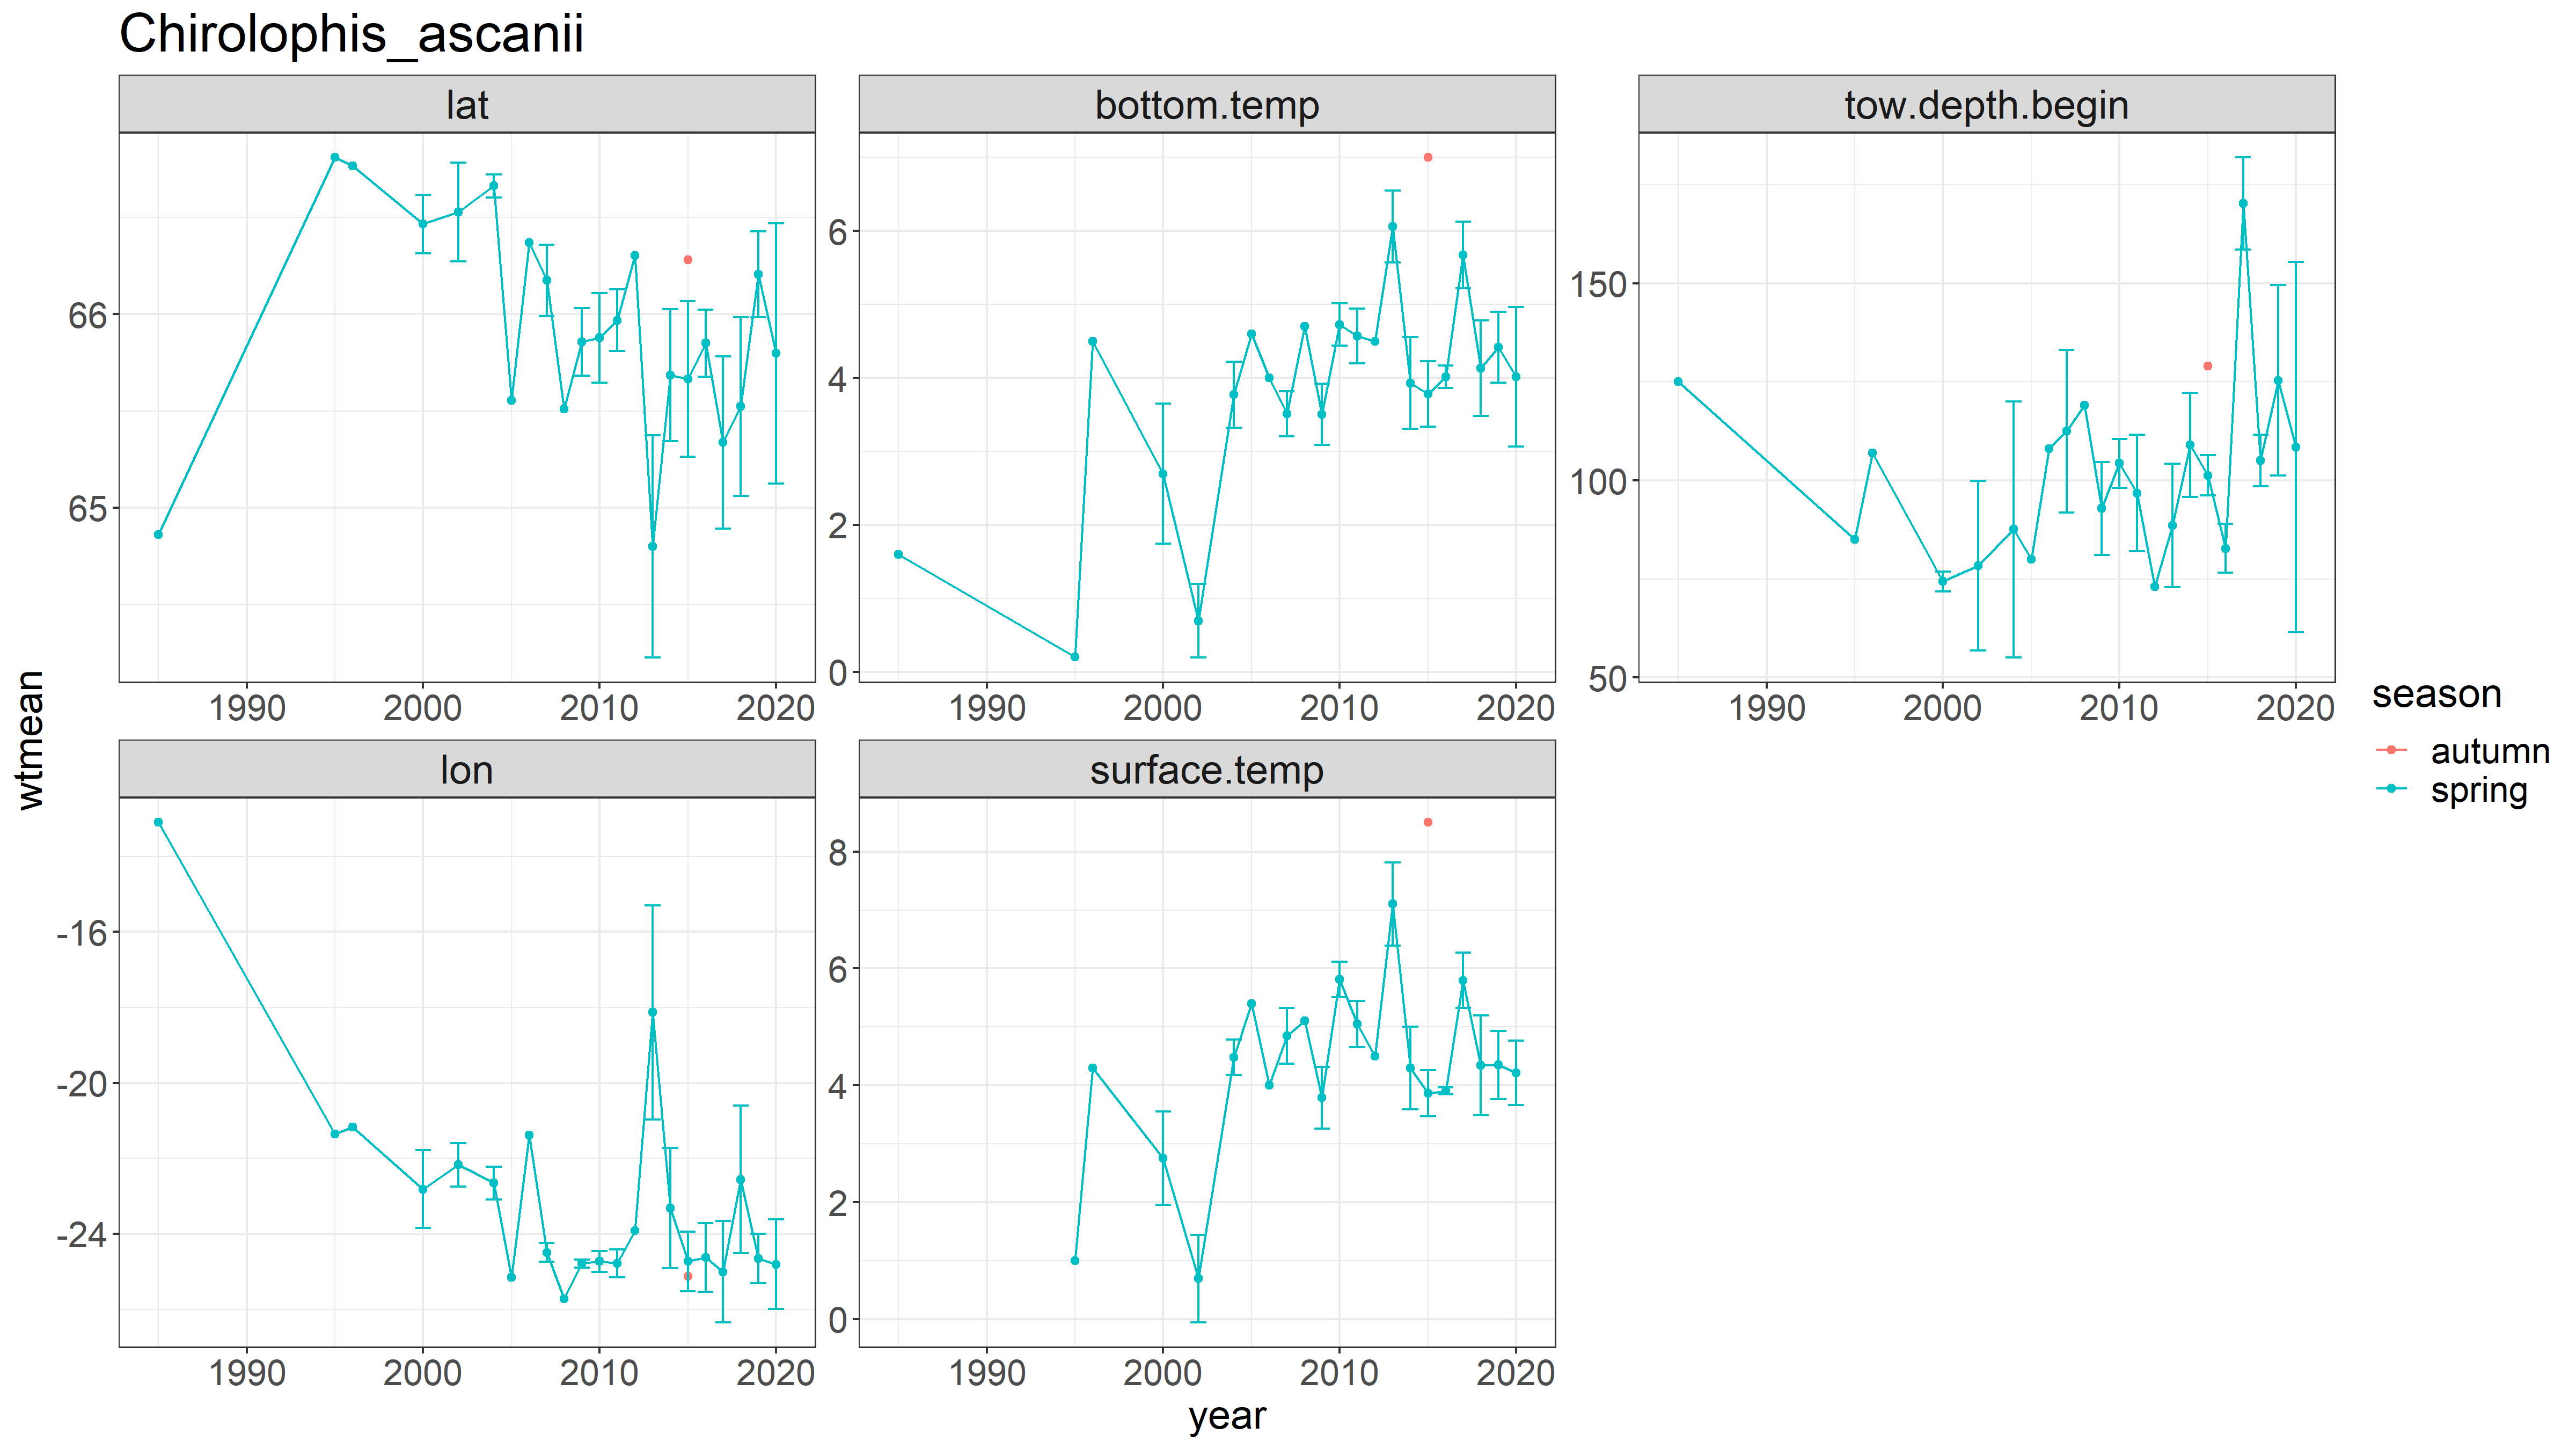 Chirolophis_ascanii
lat
bottom.temp
tow.depth.begin
66
65
1990 2000 2010 2020
6
4
2
0
1990 2000 2010 2020
150
100
50
1990 2000 2010 2020
wtmean
lon
surface.temp
-16
-20
-24
1990 2000 2010 2020
8
6
4
2
0
1990 2000 2010 2020
year
season
autumn
spring